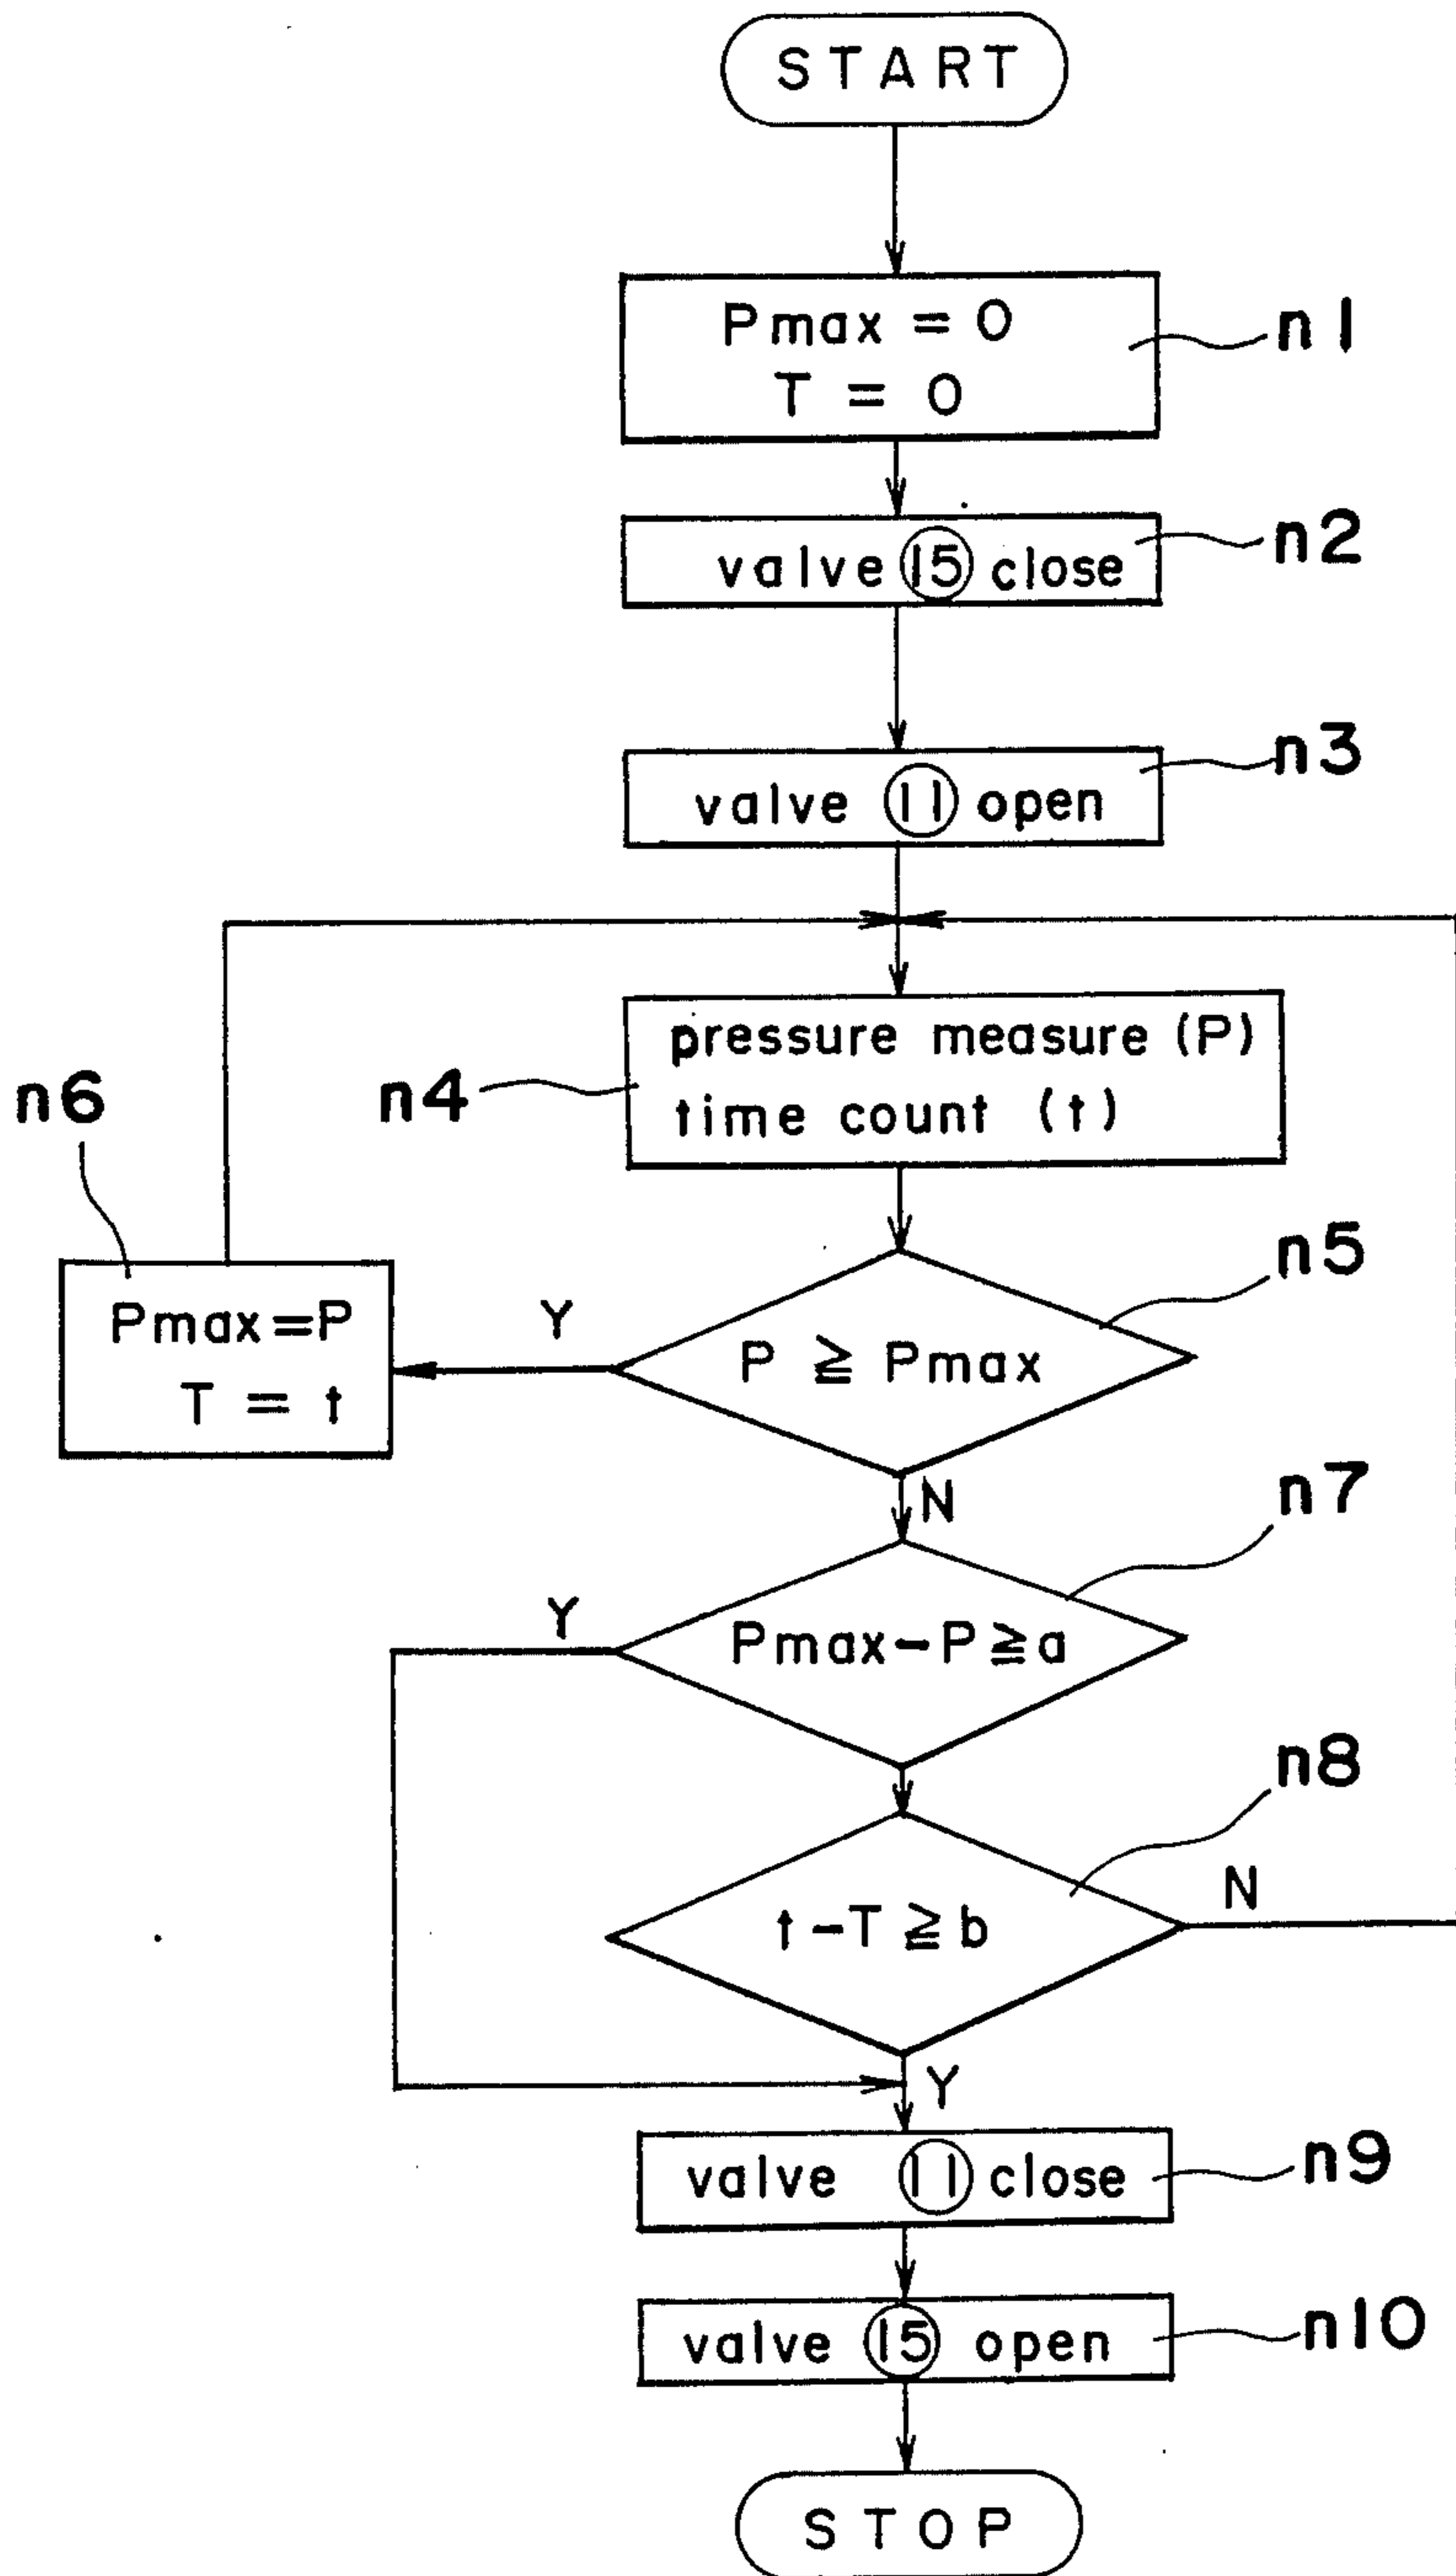 START
Pmax = 0
T = 0
n1
valve 15 close
n2
valve 11 open
n3
pressure measure (P)
time count (t)
n4
n6
n5
Pmax=P
T = t
Y
P ≧ Pmax
N
n7
Y
Pmax-P≧a
n8
t-T≧b
N
Y
valve 11 close
n9
valve 15 open
n10
STOP